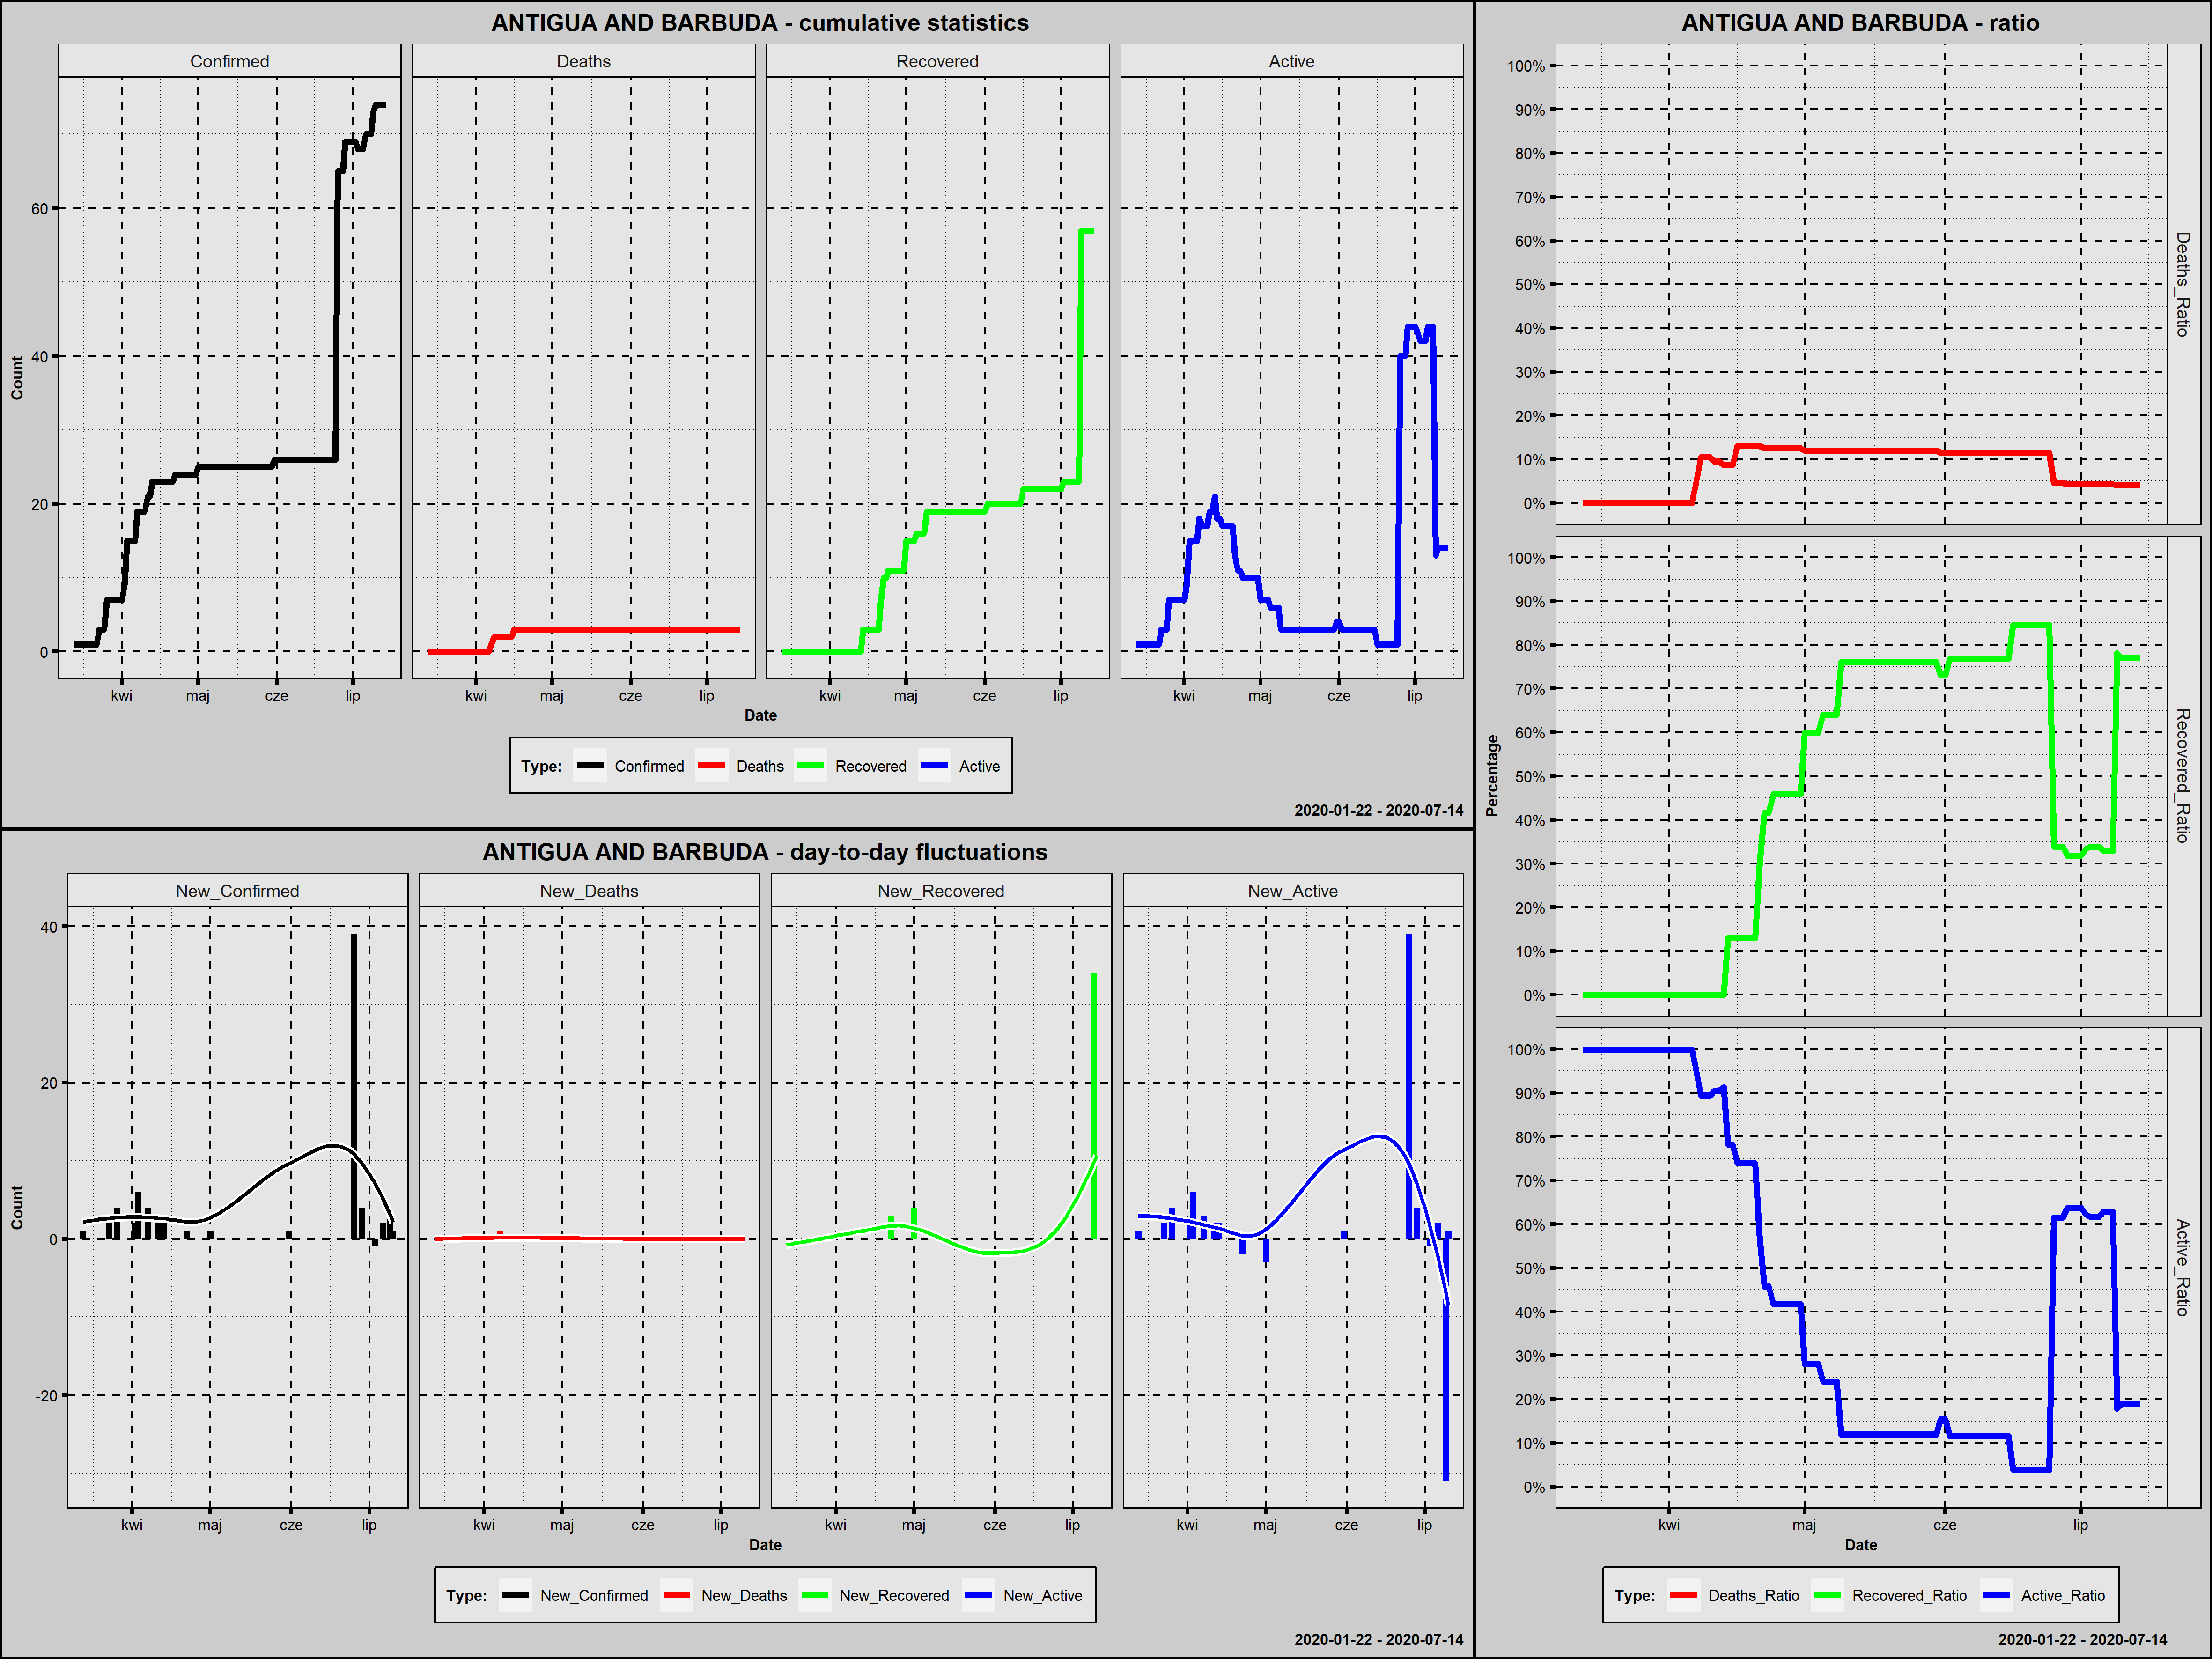 ANTIGUA AND BARBUDA - cumulative statistics
Confirmed Deaths Recovered Active
Count
60
40
20
0
kwi maj cze lip kwi maj cze lip kwi maj cze lip kwi maj cze lip
Date
Type: Confirmed Deaths Recovered Active
2020-01-22 - 2020-07-14
ANTIGUA AND BARBUDA - day-to-day fluctuations
New_Confirmed New_Deaths New_Recovered New_Active
Count
40
20
0
-20
kwi maj cze lip kwi maj cze lip kwi maj cze lip kwi maj cze lip
Date
Type: New_Confirmed New_Deaths New_Recovered New_Active
2020-01-22 - 2020-07-14
ANTIGUA AND BARBUDA - ratio
Percentage
100%
90%
80%
70%
60%
50%
40%
30%
20%
10%
0%
Deaths_Ratio
100%
90%
80%
70%
60%
50%
40%
30%
20%
10%
0%
Recovered_Ratio
100%
90%
80%
70%
60%
50%
40%
30%
20%
10%
0%
Active_Ratio
kwi maj cze lip
Date
Type: Deaths_Ratio Recovered_Ratio Active_Ratio
2020-01-22 - 2020-07-14